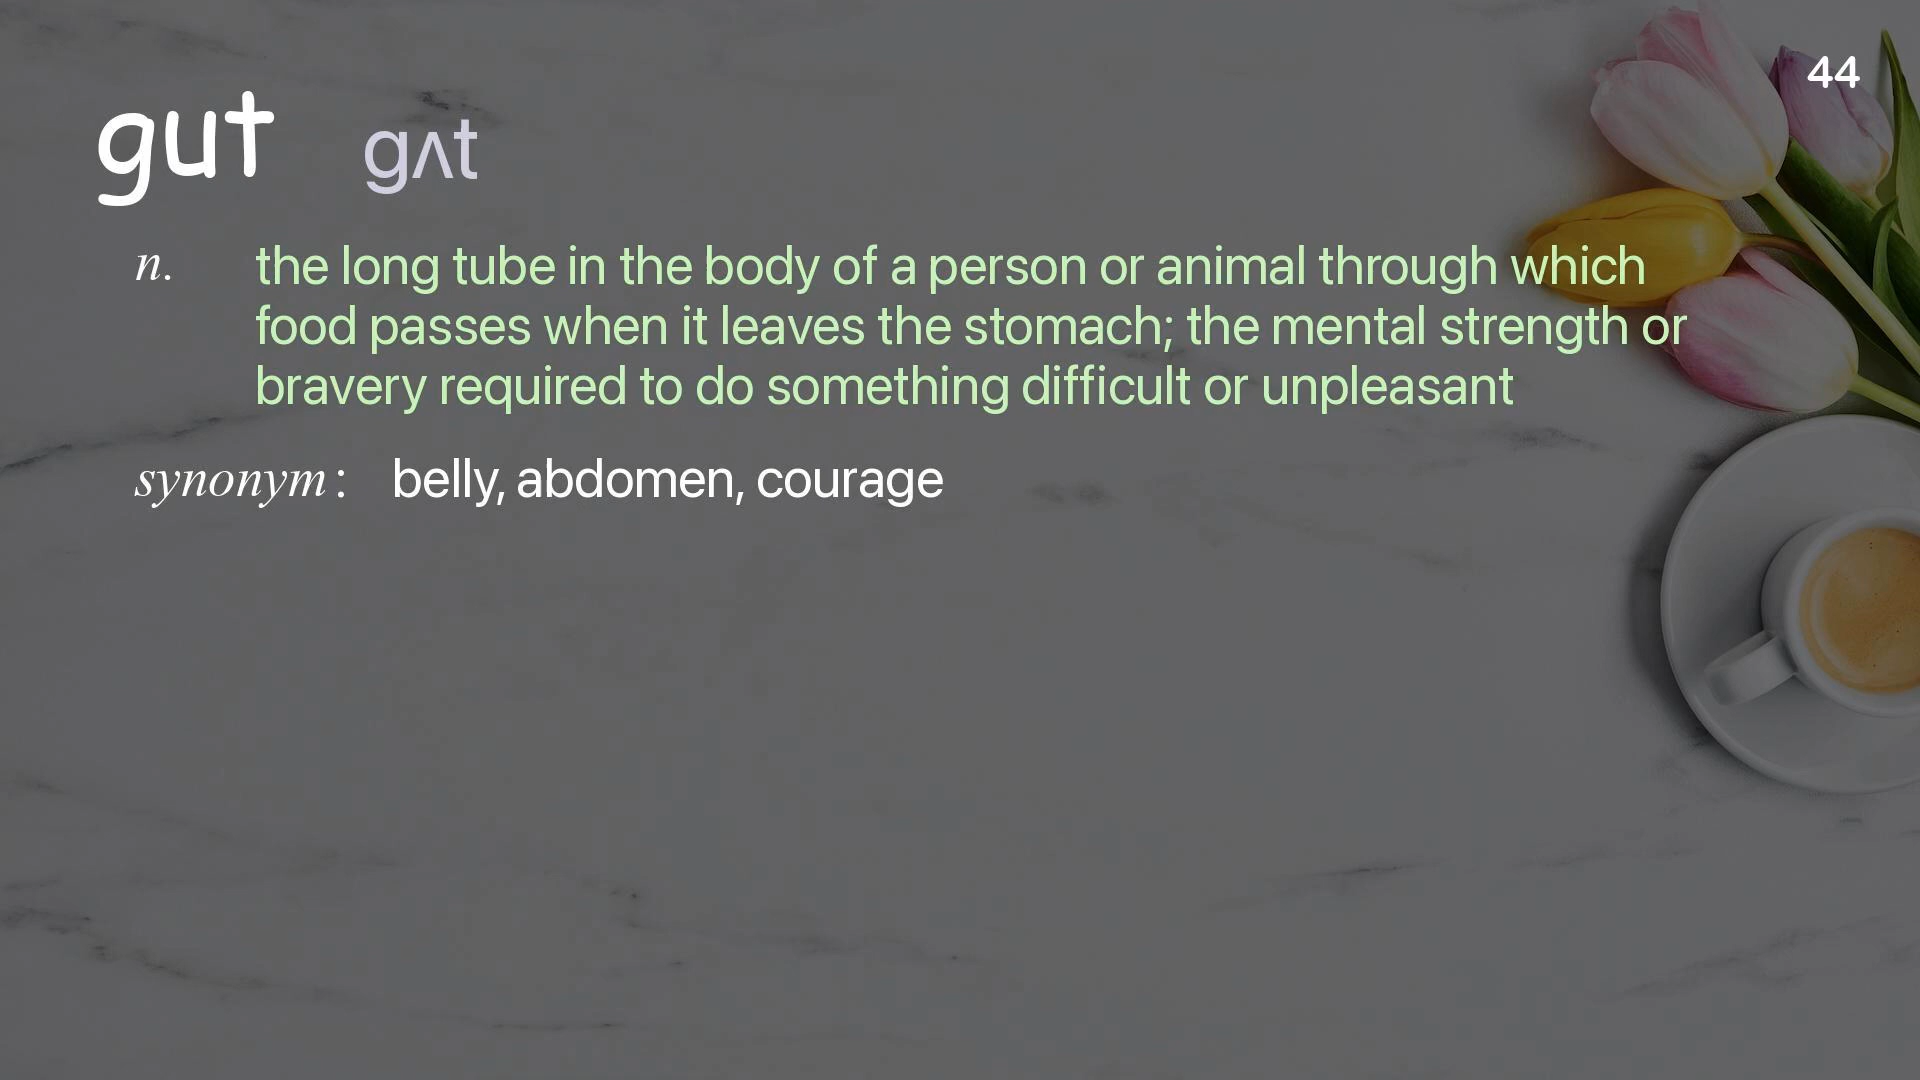 44
gut gʌt
n. the long tube in the body of a person or animal through which
food passes when it leaves the stomach; the mental strength or
bravery required to do something difficult or unpleasant
synonym : belly, abdomen, courage